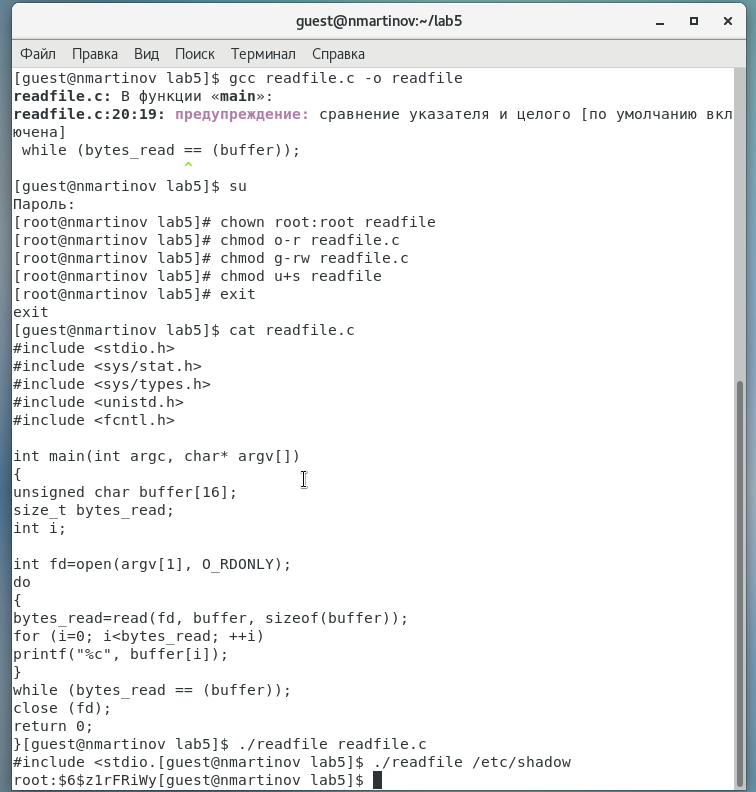 guest@nmartinov:~/lab5
Файл Правка Вид Поиск Терминал Справка
[guest@nmartinov lab5]$ gcc readfile.c -o readfile
readfile.c: В функции «main»:
readfile.c:20:19: предупреждение: сравнение указателя и целого [по умолчанию вкл
ючена]
 while (bytes_read == (buffer));
                   ^
[guest@nmartinov lab5]$ su
Пароль:
[root@nmartinov lab5]# chown root:root readfile
[root@nmartinov lab5]# chmod o-r readfile.c
[root@nmartinov lab5]# chmod g-rw readfile.c
[root@nmartinov lab5]# chmod u+s readfile
[root@nmartinov lab5]# exit
exit
[guest@nmartinov lab5]$ cat readfile.c
#include <stdio.h>
#include <sys/stat.h>
#include <sys/types.h>
#include <unistd.h>
#include <fcntl.h>

int main(int argc, char* argv[])
{
unsigned char buffer[16];
size_t bytes_read;
int i;

int fd=open(argv[1], O_RDONLY);
do
{
bytes_read=read(fd, buffer, sizeof(buffer));
for (i=0; i<bytes_read; ++i)
printf("%c", buffer[i]);
}
while (bytes_read == (buffer));
close (fd);
return 0;
}[guest@nmartinov lab5]$ ./readfile readfile.c
#include <stdio.[guest@nmartinov lab5]$ ./readfile /etc/shadow
root:$6$z1rFRiWy[guest@nmartinov lab5]$